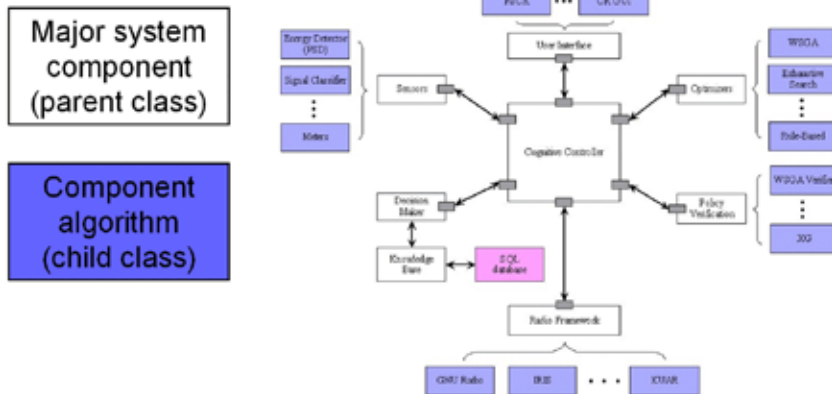 Major system
component
(parent class)
Component
algorithm
(child class)
User Interface
Energy Detector
(PSD)
Signal Classifier
Meters
Sensors
Optimizers
WSGA
Exhaustive
Search
Rule-Based
Cognitive Controller
Decision
Maker
Knowledge
Base
SQL
database
Policy
Verification
WSGA Verifier
Radio Framework
GNU Radio
IRIS